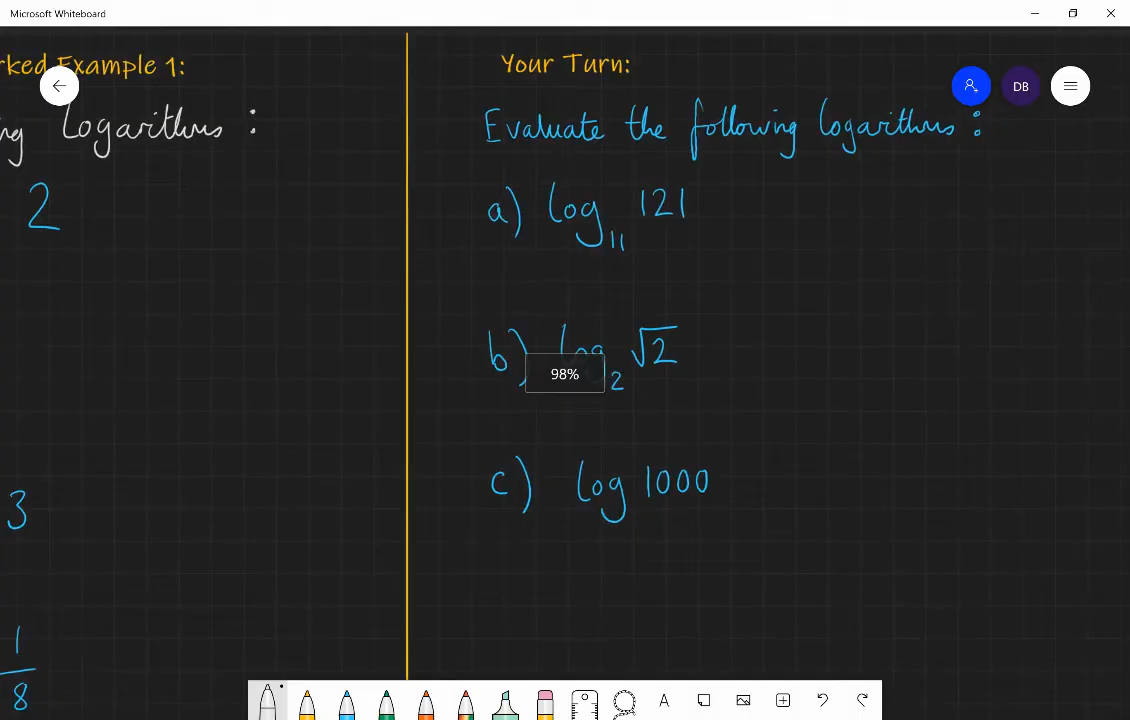 Microsoft Whiteboard
rked Example 1:
ng Logarithms :
2
3
1
8
Your Turn:
DB
Evaluate the following logarithms :
a) log₁₁ 121
b) log₂ √2
98%
c) log 1000
A